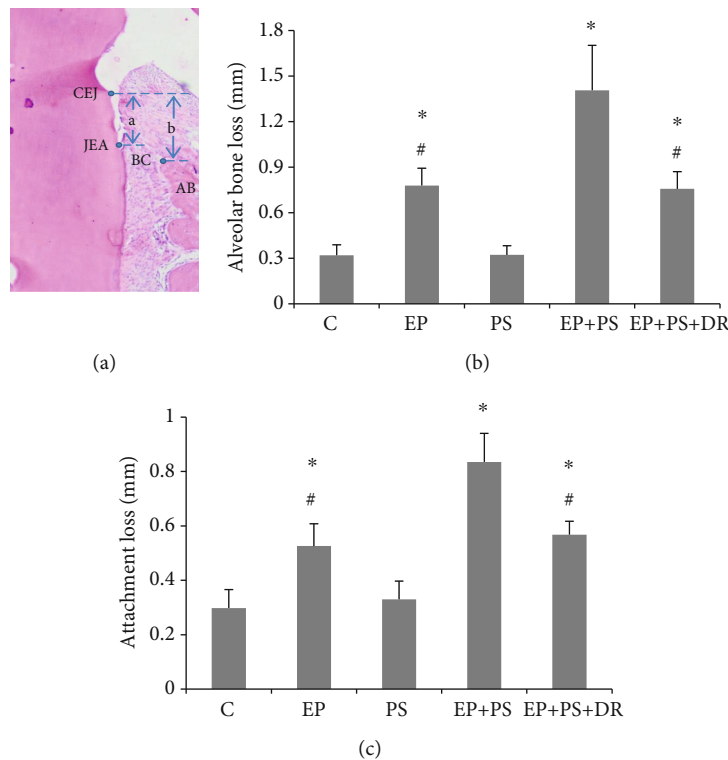 CEJ
a
b
JEA
BC
AB
(a)
Alveolar bone loss (mm)
1.8
1.5
1.2
0.9
0.6
0.3
0
*
#
*
*
#
C EP PS EP+PS EP+PS+DR
(b)
Attachment loss (mm)
1
0.8
0.6
0.4
0.2
0
*
#
*
*
#
C EP PS EP+PS EP+PS+DR
(c)